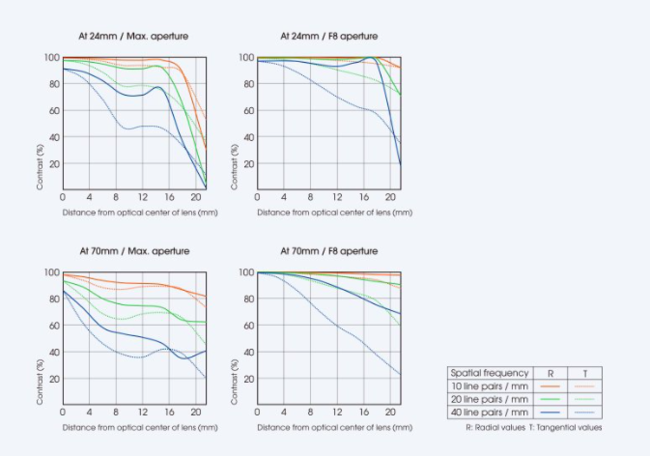 At 24mm / Max. aperture
At 24mm / F8 aperture
100
80
60
40
20
Contrast (%)
0 4 8 12 16 20
Distance from optical center of lens (mm)
100
80
60
40
20
Contrast (%)
0 4 8 12 16 20
Distance from optical center of lens (mm)
At 70mm / Max. aperture
At 70mm / F8 aperture
100
80
60
40
20
Contrast (%)
0 4 8 12 16 20
Distance from optical center of lens (mm)
100
80
60
40
20
Contrast (%)
0 4 8 12 16 20
Distance from optical center of lens (mm)
Spatial frequency R T
10 line pairs / mm
20 line pairs / mm
40 line pairs / mm
R: Radial values T: Tangential values